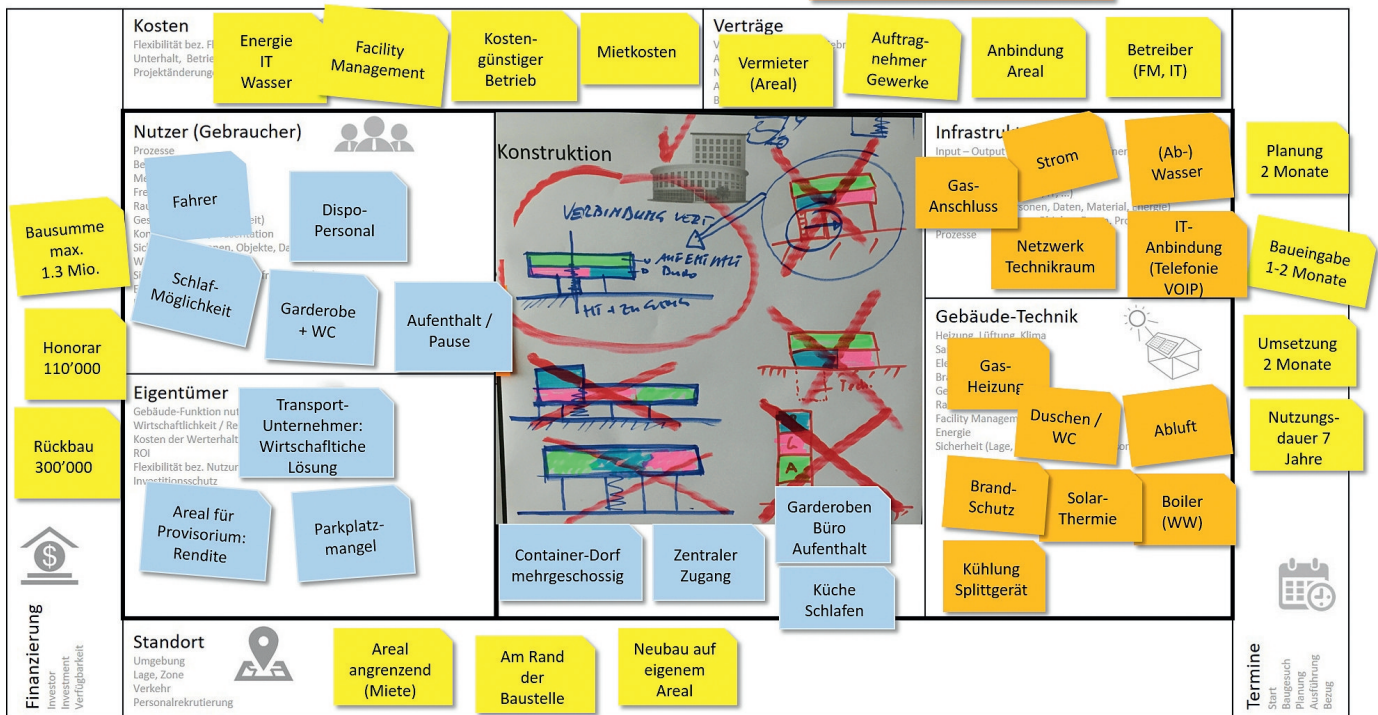 Kosten
Flexibilität bez.
Unterhalt,
Projektänderung
Energie
IT
Wasser
Facility
Management
Kosten-
günstiger
Betrieb
Mietkosten
Verträge
Vermieter
(Areal)
Auftrag-
nehmer
Gewerke
Anbindung
Areal
Betreiber
(FM, IT)
Nutzer (Gebraucher)
Prozesse
Fahrer
Dispo-
Personal
Schlaf-
Möglichkeit
Garderobe
+ WC
Aufenthalt /
Pause
Konstruktion
VERBINDUNG VERT
Infrastruktur
Input – Output
Strom
(Ab-)
Wasser
Gas-
Anschluss
Netzwerk
Technikraum
IT-
Anbindung
(Telefonie
VOIP)
Prozesse
Bausumme
max.
1.3 Mio.
Honorar
110’000
Rückbau
300’000
Planung
2 Monate
Baueingabe
1-2 Monate
Umsetzung
2 Monate
Nutzungs-
dauer 7
Jahre
Eigentümer
Gebäude-Funktion
Wirtschaftlichkeit
Kosten der Werterhalt
ROI
Flexibilität bez. Nutzur
Investitionsschutz
Transport-
Unternehmer:
Wirtschafltiche
Lösung
Areal für
Provisorium:
Rendite
Parkplatz-
mangel
Container-Dorf
mehrgeschossig
Zentraler
Zugang
Garderoben
Büro
Aufenthalt
Küche
Schlafen
A
Gebäude-Technik
Heizung, Lüftung, Klima
Facility Managem
Energie
Sicherheit (Lage,
Gas-
Heizung
Duschen /
WC
Abluft
Brand-
Schutz
Solar-
Thermie
Boiler
(WW)
Kühlung
Splittgerät
Finanzierung
Investor
Investment
Verfügbarkeit
Standort
Umgebung
Lage, Zone
Verkehr
Personalrekrutierung
Areal
angrenzend
(Miete)
Am Rand
der
Baustelle
Neubau auf
eigenem
Areal
Termine
Start
Baugesuch
Planung
Ausführung
Bezug